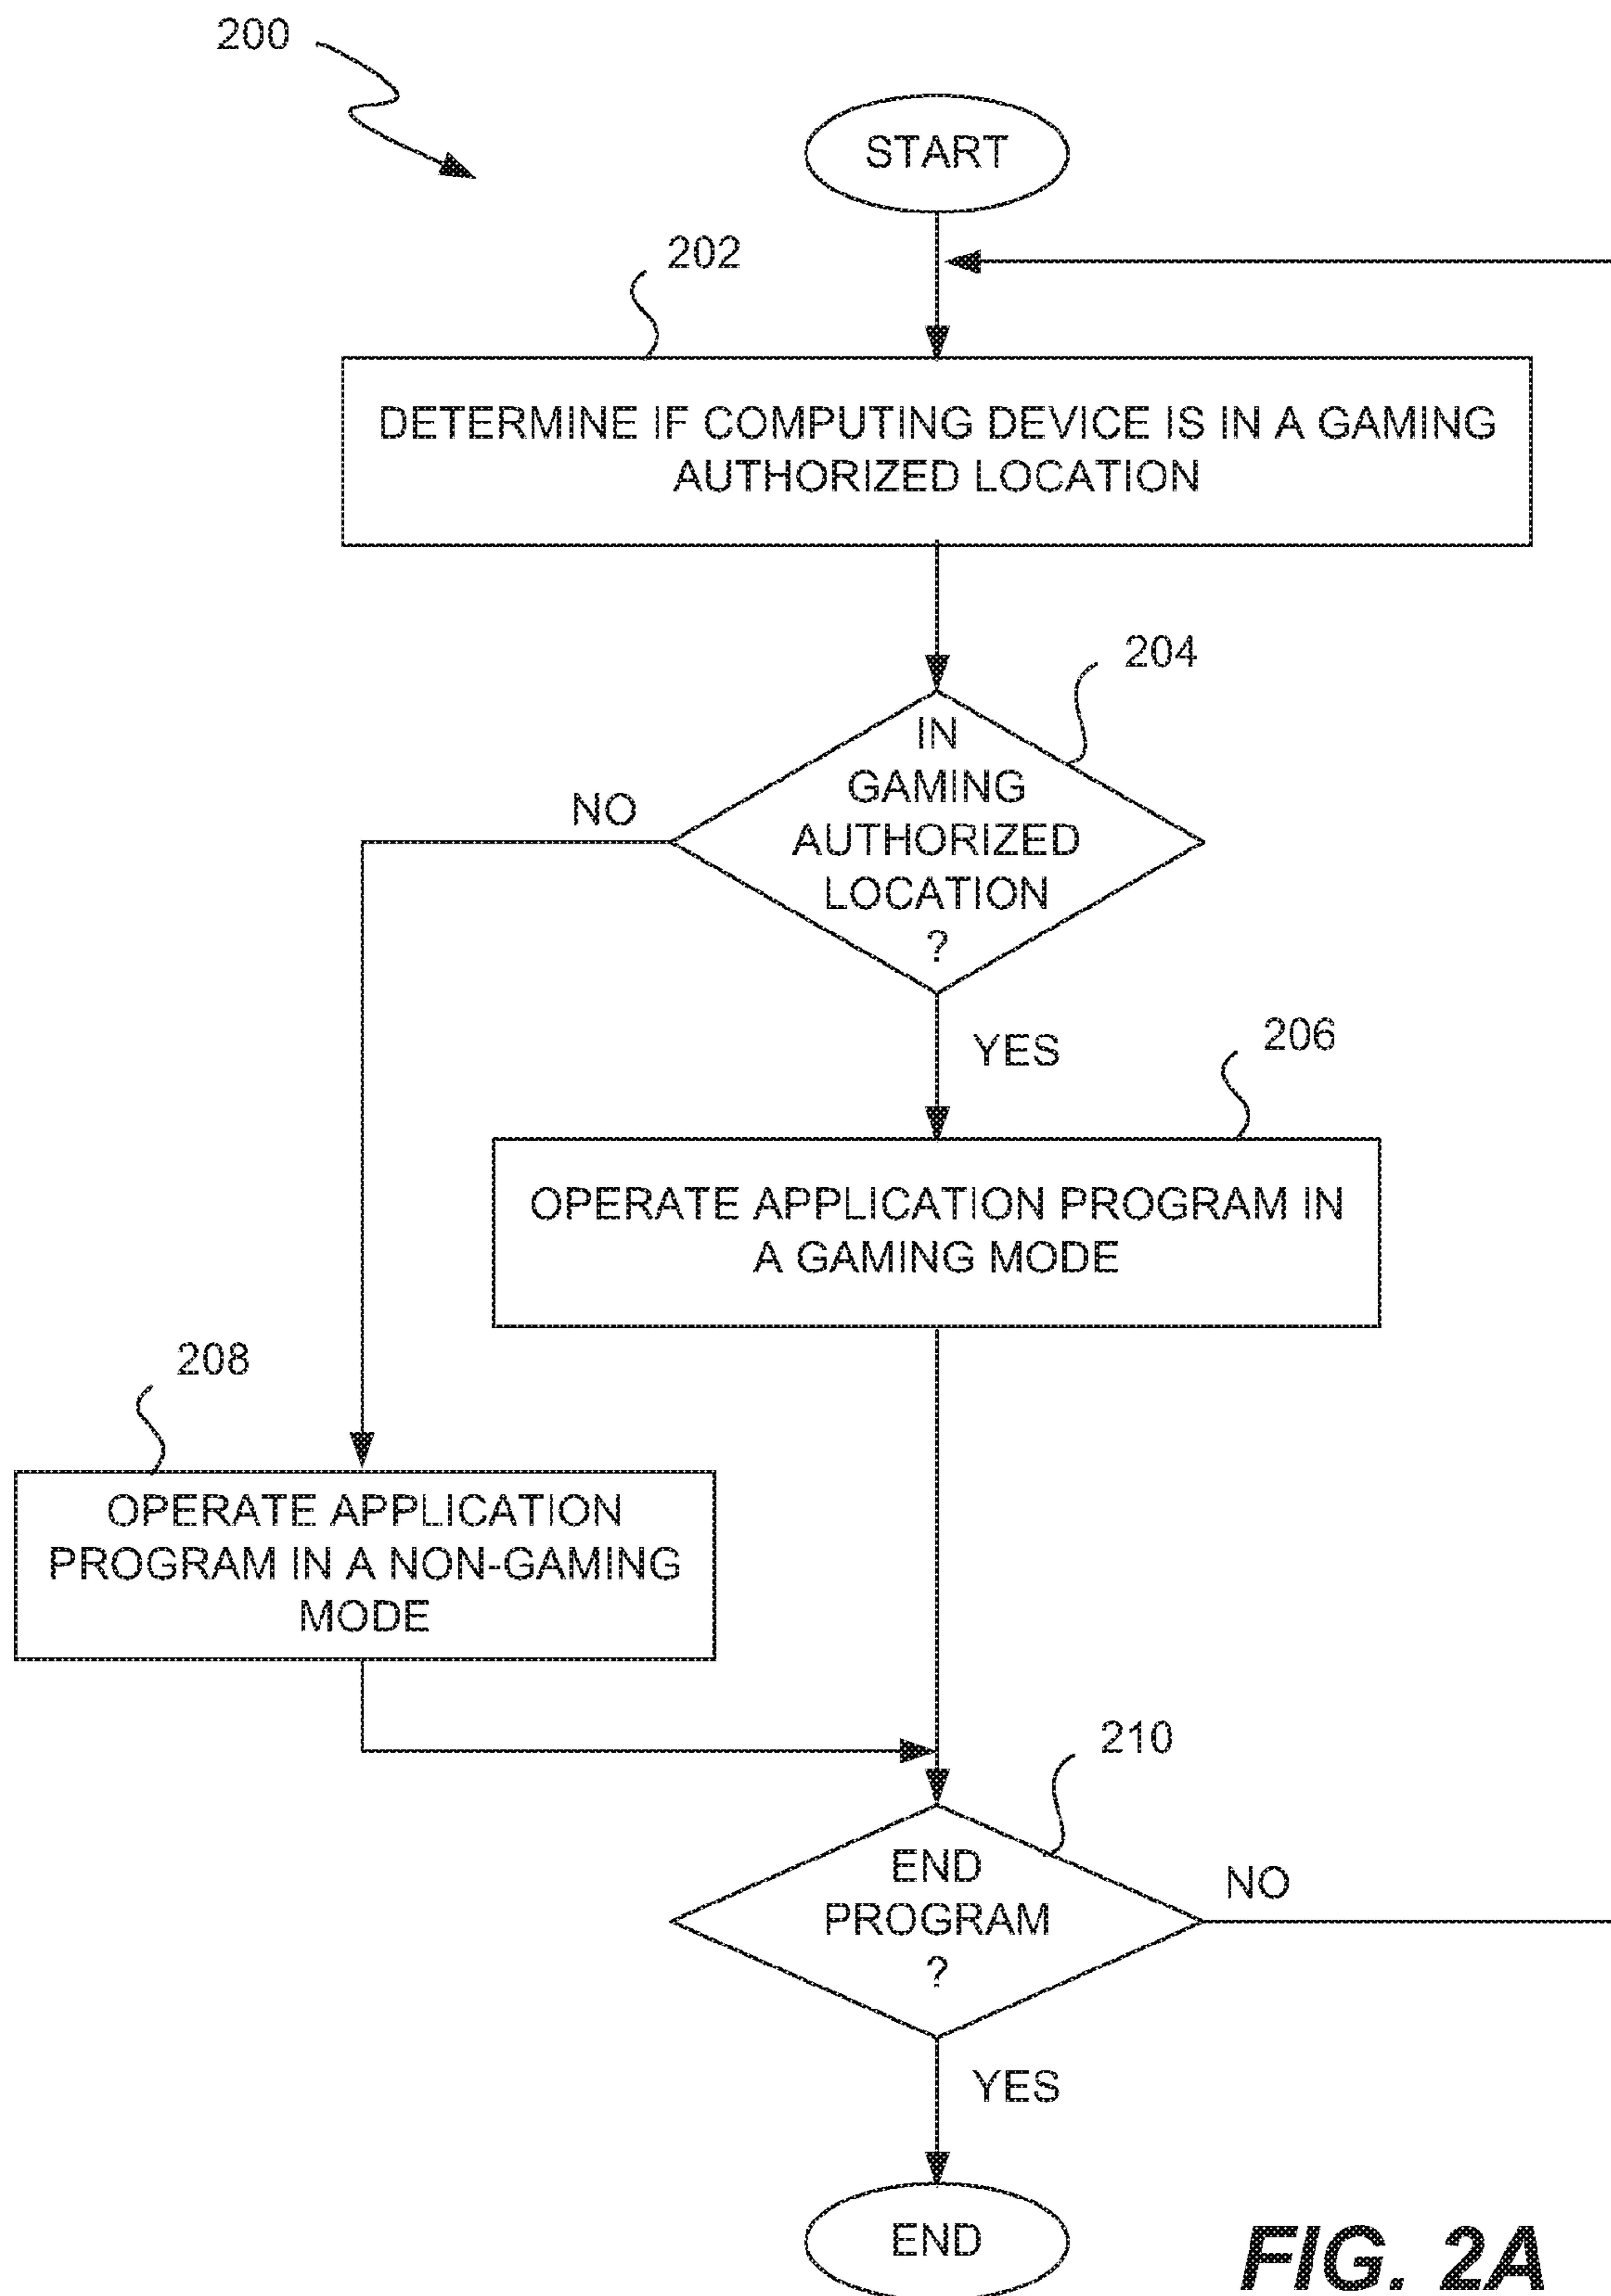 200
START
202
DETERMINE IF COMPUTING DEVICE IS IN A GAMING
AUTHORIZED LOCATION
204
IN
GAMING
AUTHORIZED
LOCATION
?
NO
YES
206
OPERATE APPLICATION PROGRAM IN
A GAMING MODE
208
OPERATE APPLICATION
PROGRAM IN A NON-GAMING
MODE
210
END
PROGRAM
?
NO
YES
END
FIG. 2A